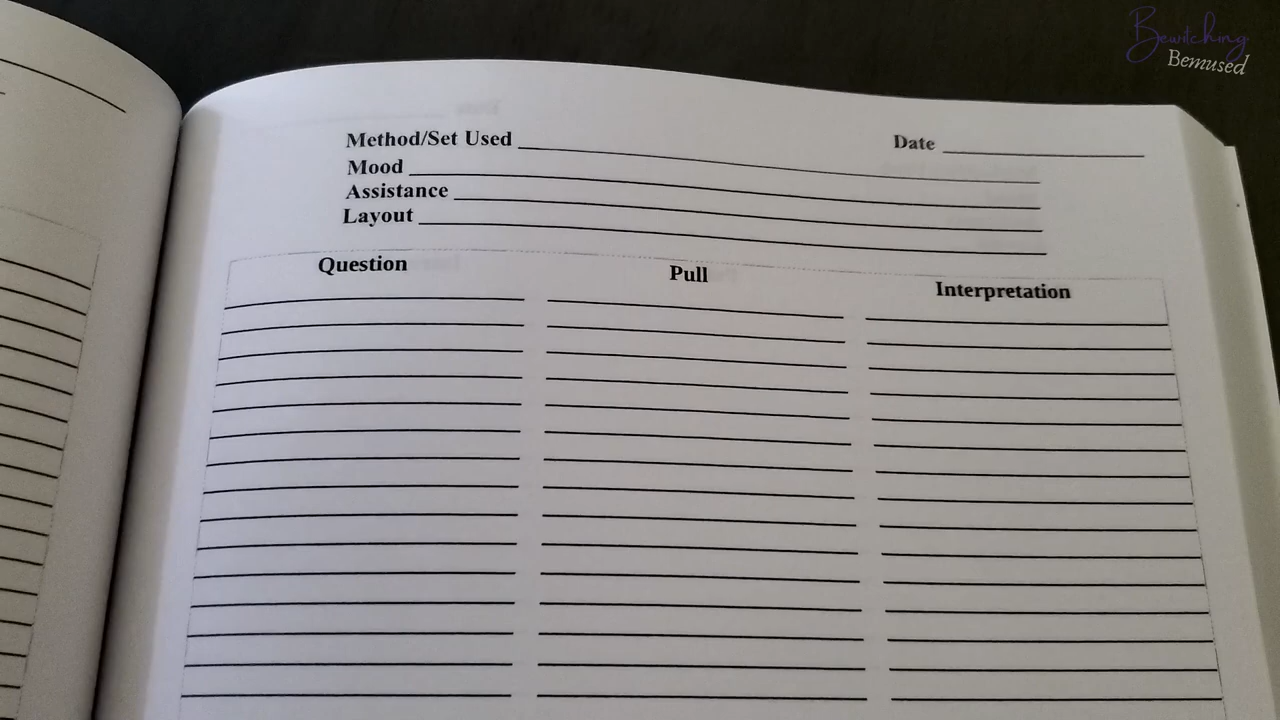 Bewitching
Bemused
Method/Set Used Date
Mood
Assistance
Layout
Question Pull Interpretation